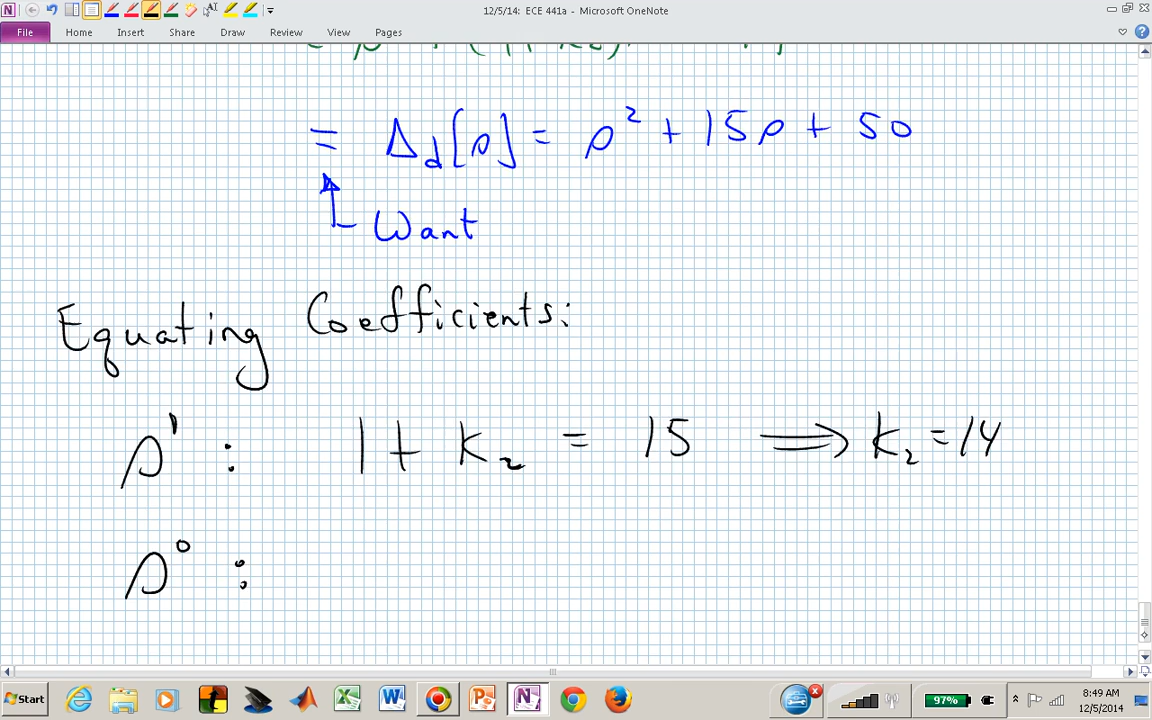 12/5/14: ECE 441a - Microsoft OneNote
File Home Insert Share Draw Review View Pages
= Δd[s] = s² + 15s + 50
Want
Equating Coefficients:
s¹ : 1 + k₂ = 15 ⟹ k₂ = 14
s⁰ :
Start
97%
8:49 AM
12/5/2014